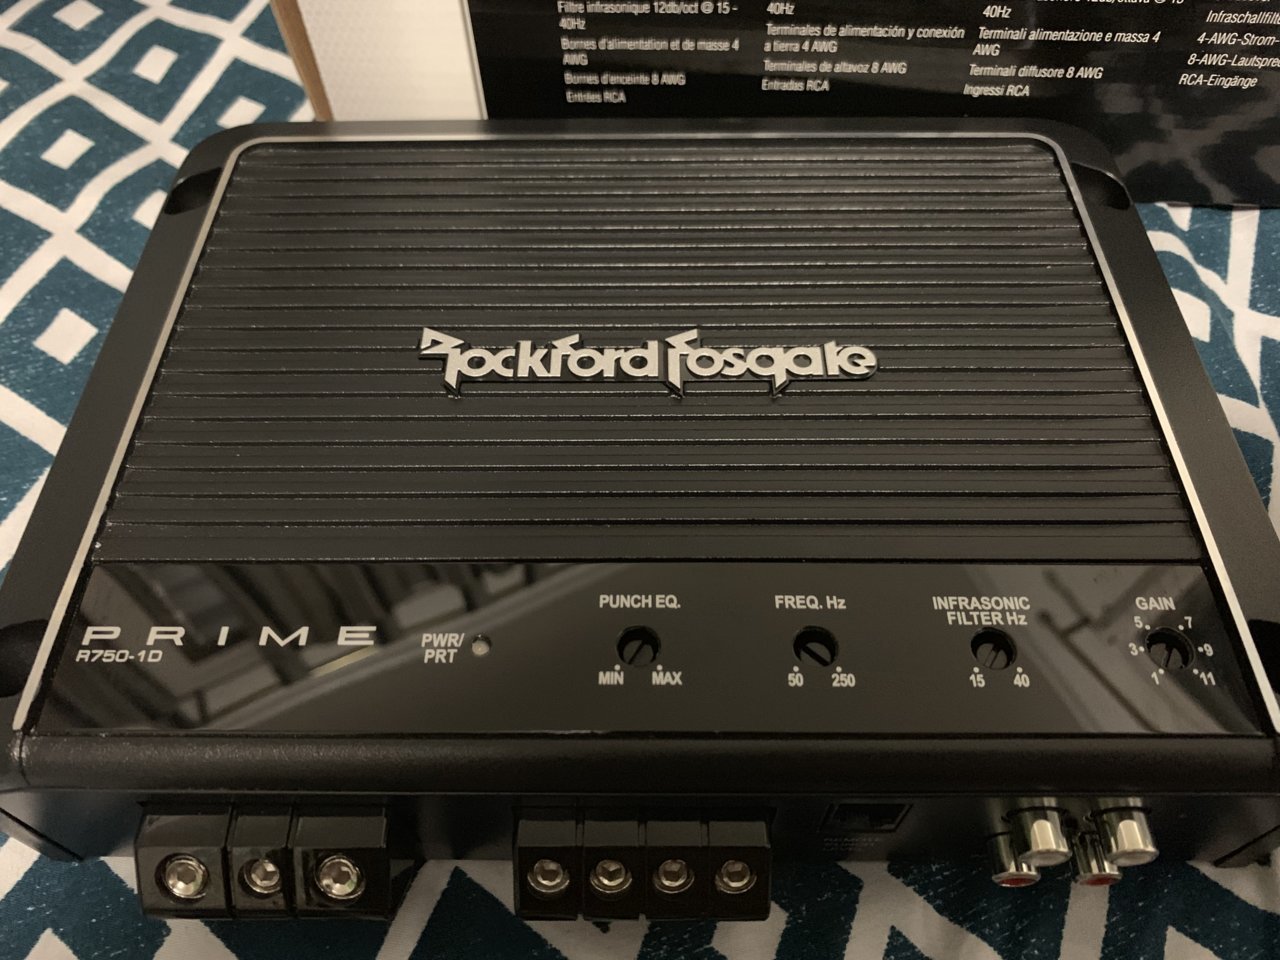 Filtre infrasonique 12db/oct @ 15 -
40Hz
Bornes d'alimentation et de masse 4
AWG
Bornes d'enceinte 8 AWG
Entrées RCA
40Hz
Terminales de alimentación y conexión
a tierra 4 AWG
Terminales de altavoz 8 AWG
Entradas RCA
40Hz
Terminali alimentazione e massa 4
AWG
Terminali diffusore 8 AWG
Ingressi RCA
Infraschallfilte
4-AWG-Strom-
8-AWG-Lautspre
RCA-Eingänge
Rockford Fosgate
PRIME
R750-1D
PWR/
PRT
PUNCH EQ.
MIN MAX
FREQ. Hz
50 250
INFRASONIC
FILTER Hz
15 40
GAIN
5 7
3 9
1 11